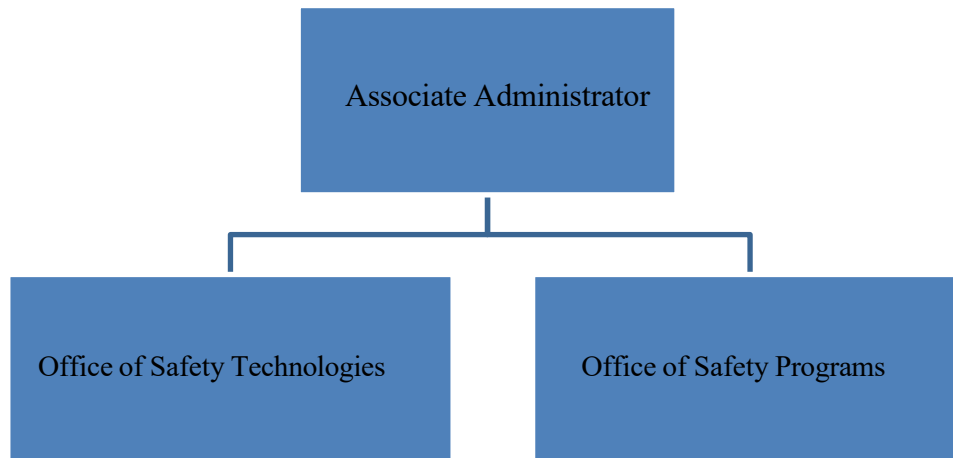 Associate Administrator
Office of Safety Technologies
Office of Safety Programs